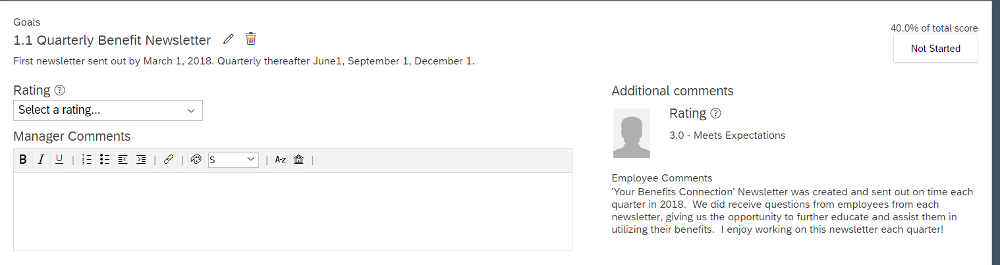 Goals
1.1 Quarterly Benefit Newsletter
40.0% of total score
Not Started
First newsletter sent out by March 1, 2018. Quarterly thereafter June1, September 1, December 1.
Rating
Select a rating...
Manager Comments
B I U S A-z
Additional comments
Rating
3.0 - Meets Expectations
Employee Comments
'Your Benefits Connection' Newsletter was created and sent out on time each
quarter in 2018. We did receive questions from employees from each
newsletter, giving us the opportunity to further educate and assist them in
utilizing their benefits. I enjoy working on this newsletter each quarter!